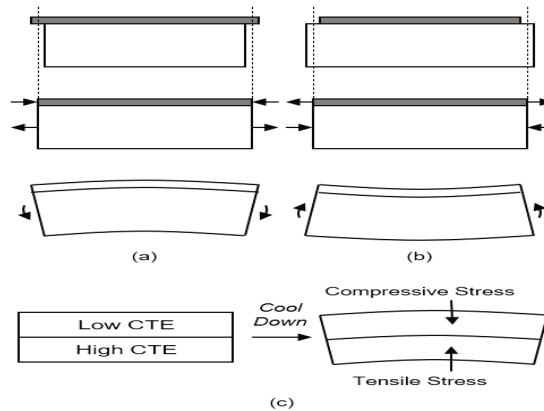 (a)
(b)
Low CTE
High CTE
Cool
Down
Compressive Stress
Tensile Stress
(c)